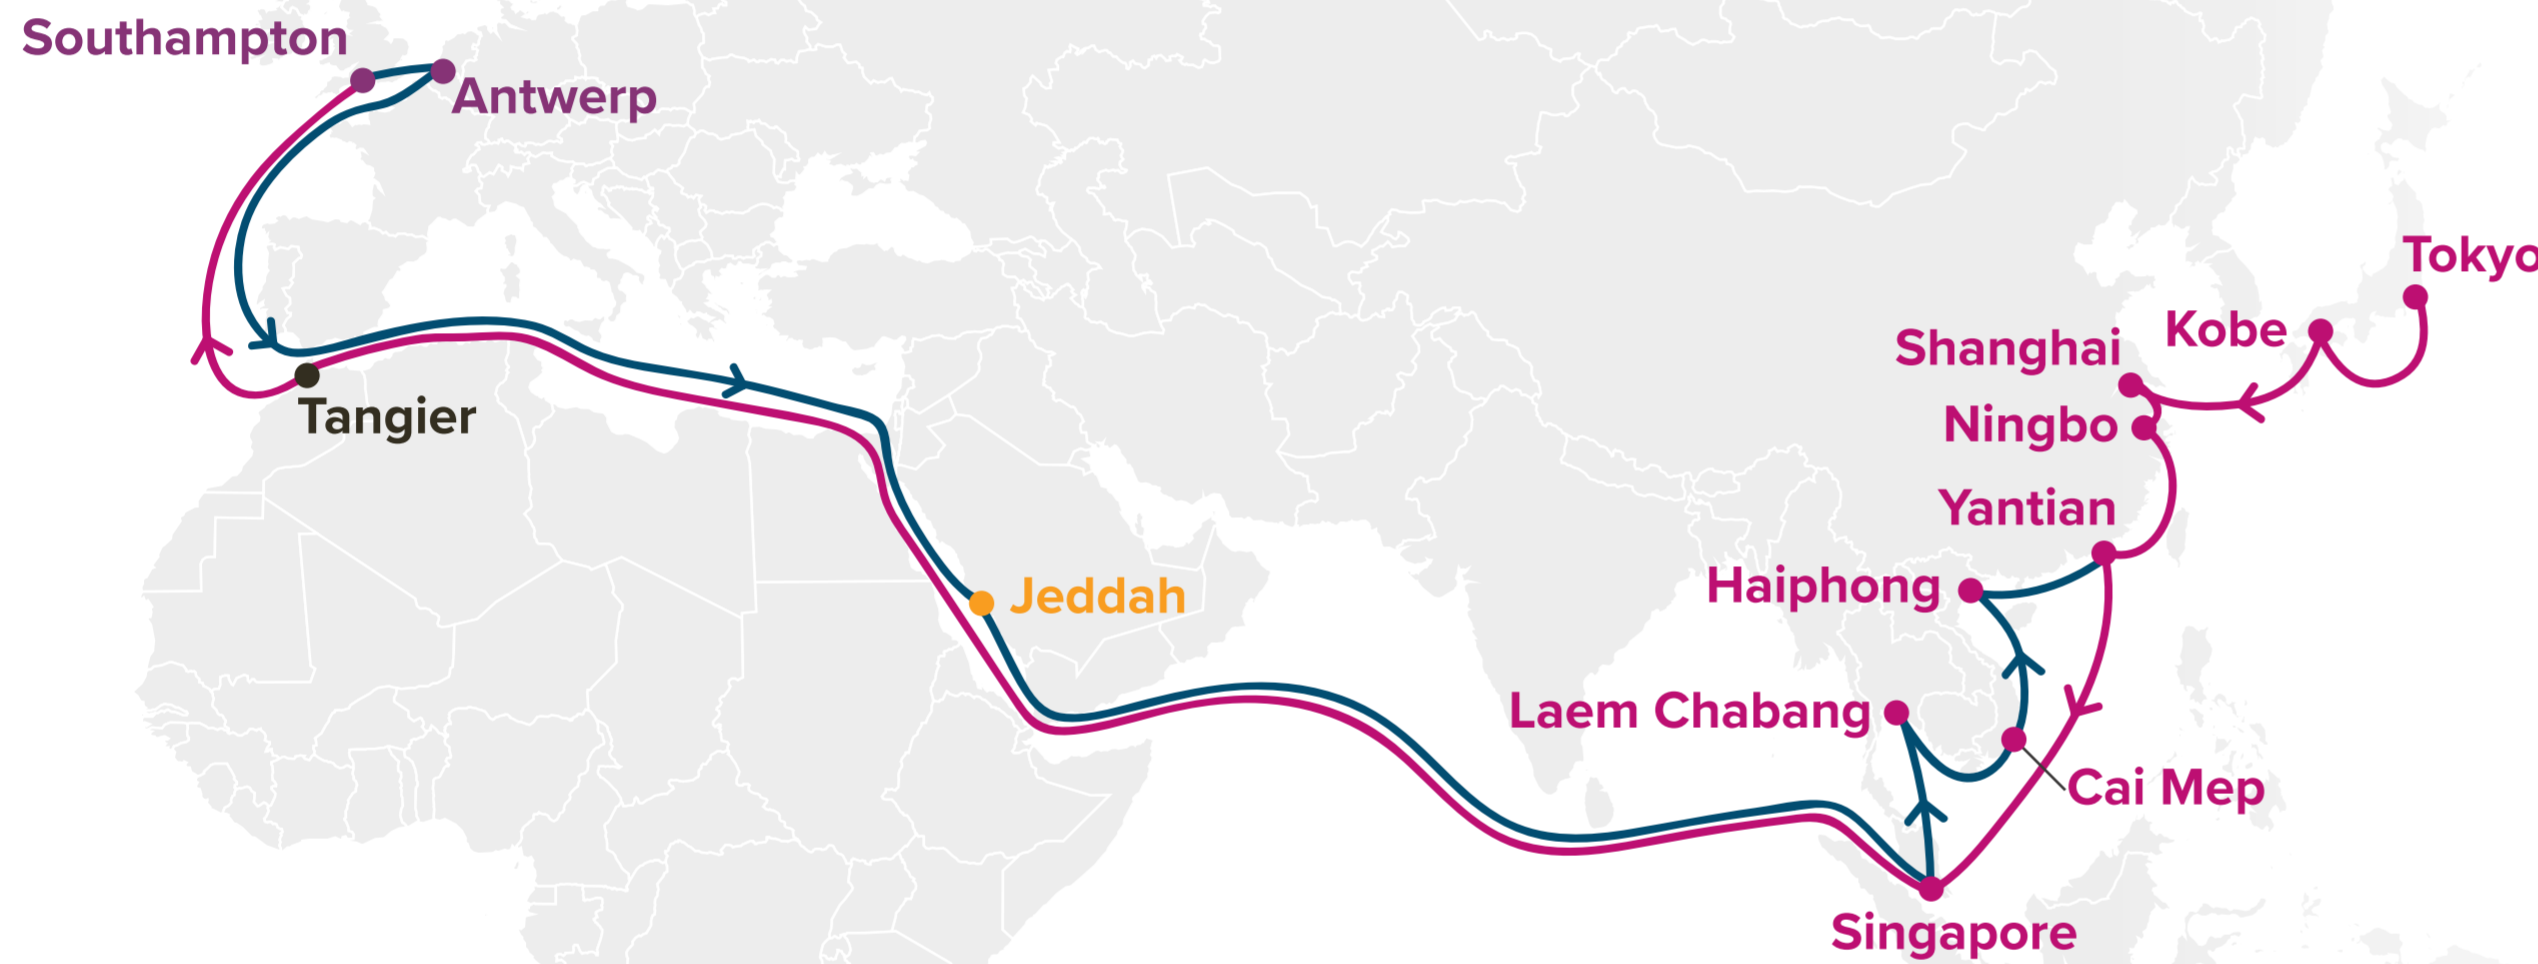 Southampton
Antwerp
Tangier
Jeddah
Tokyo
Kobe
Shanghai
Ningbo
Yantian
Haiphong
Laem Chabang
Cai Mep
Singapore